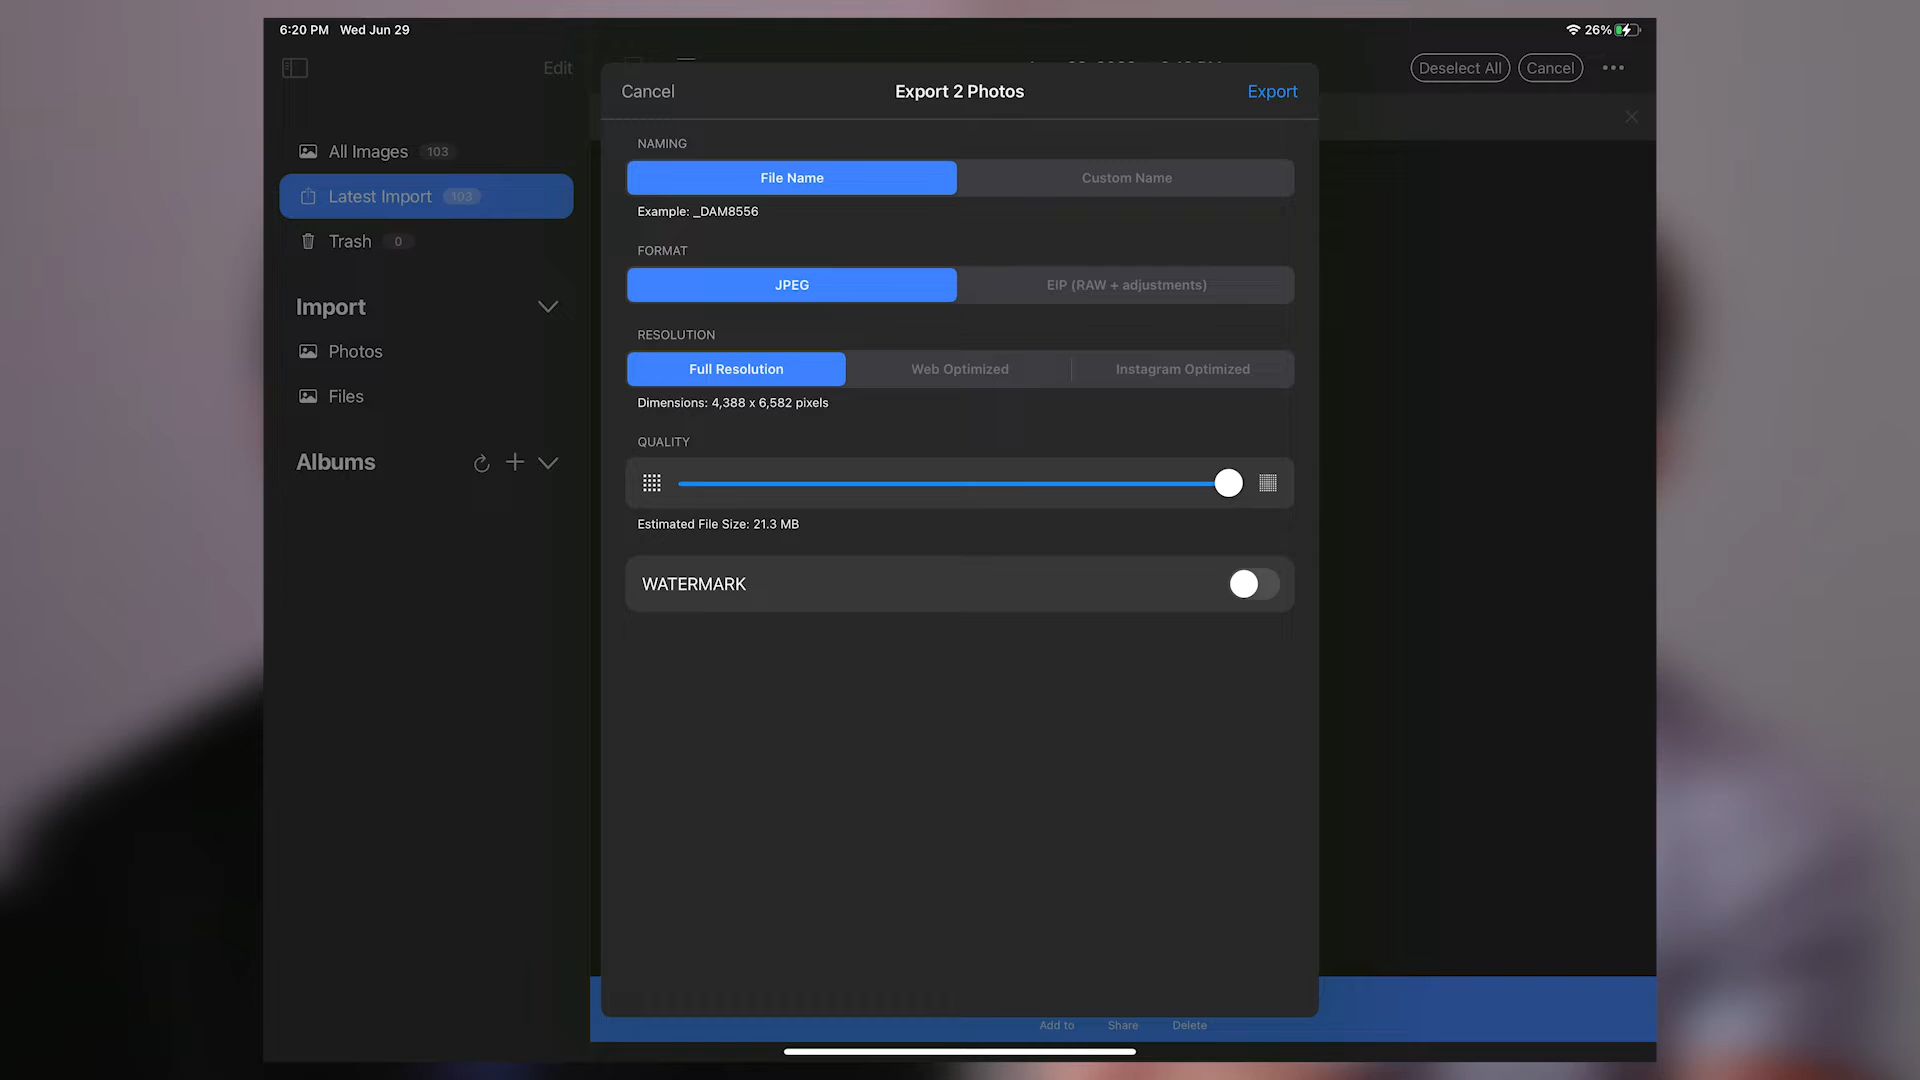 6:20 PM Wed Jun 29
26%
Edit
Deselect All
Cancel
All Images 103
Latest Import 103
Trash 0
Import
Photos
Files
Albums
Cancel
Export 2 Photos
Export
NAMING
File Name
Custom Name
Example: _DAM8556
FORMAT
JPEG
EIP (RAW + adjustments)
RESOLUTION
Full Resolution
Web Optimized
Instagram Optimized
Dimensions: 4,388 x 6,582 pixels
QUALITY
Estimated File Size: 21.3 MB
WATERMARK
Add to
Share
Delete